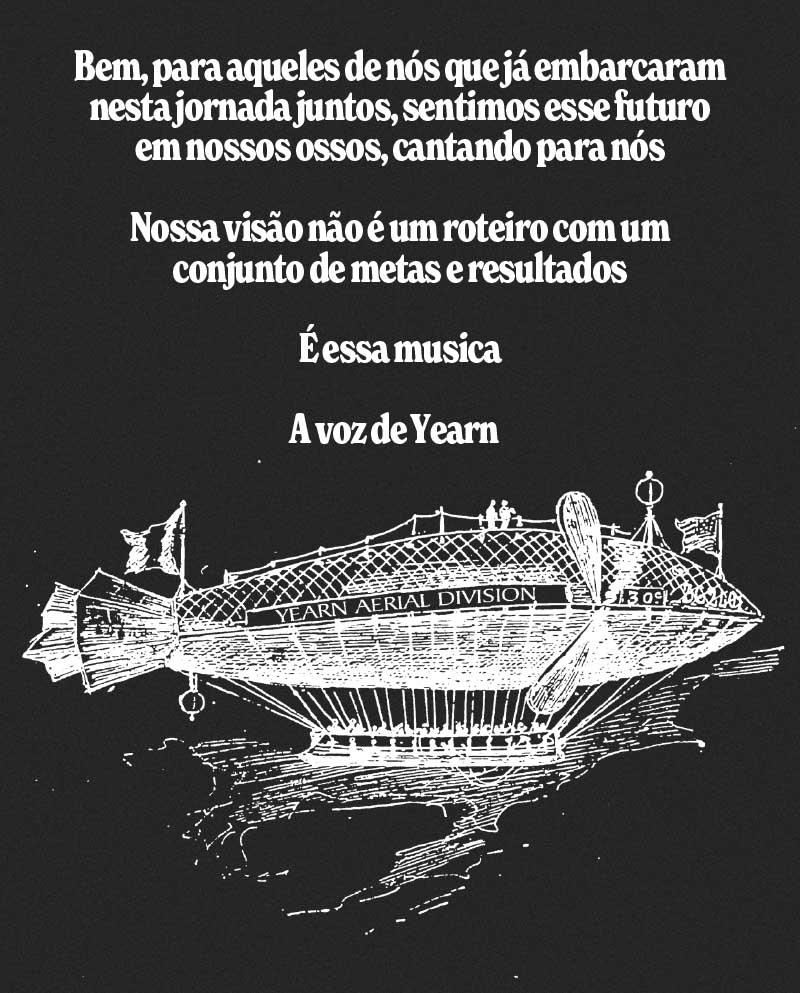 Bem, para aqueles de nós que já embarcaram
nesta jornada juntos, sentimos esse futuro
em nossos ossos, cantando para nós
Nossa visão não é um roteiro com um
conjunto de metas e resultados
É essa musica
A voz de Yearn
YEARN AERIAL DIVISION